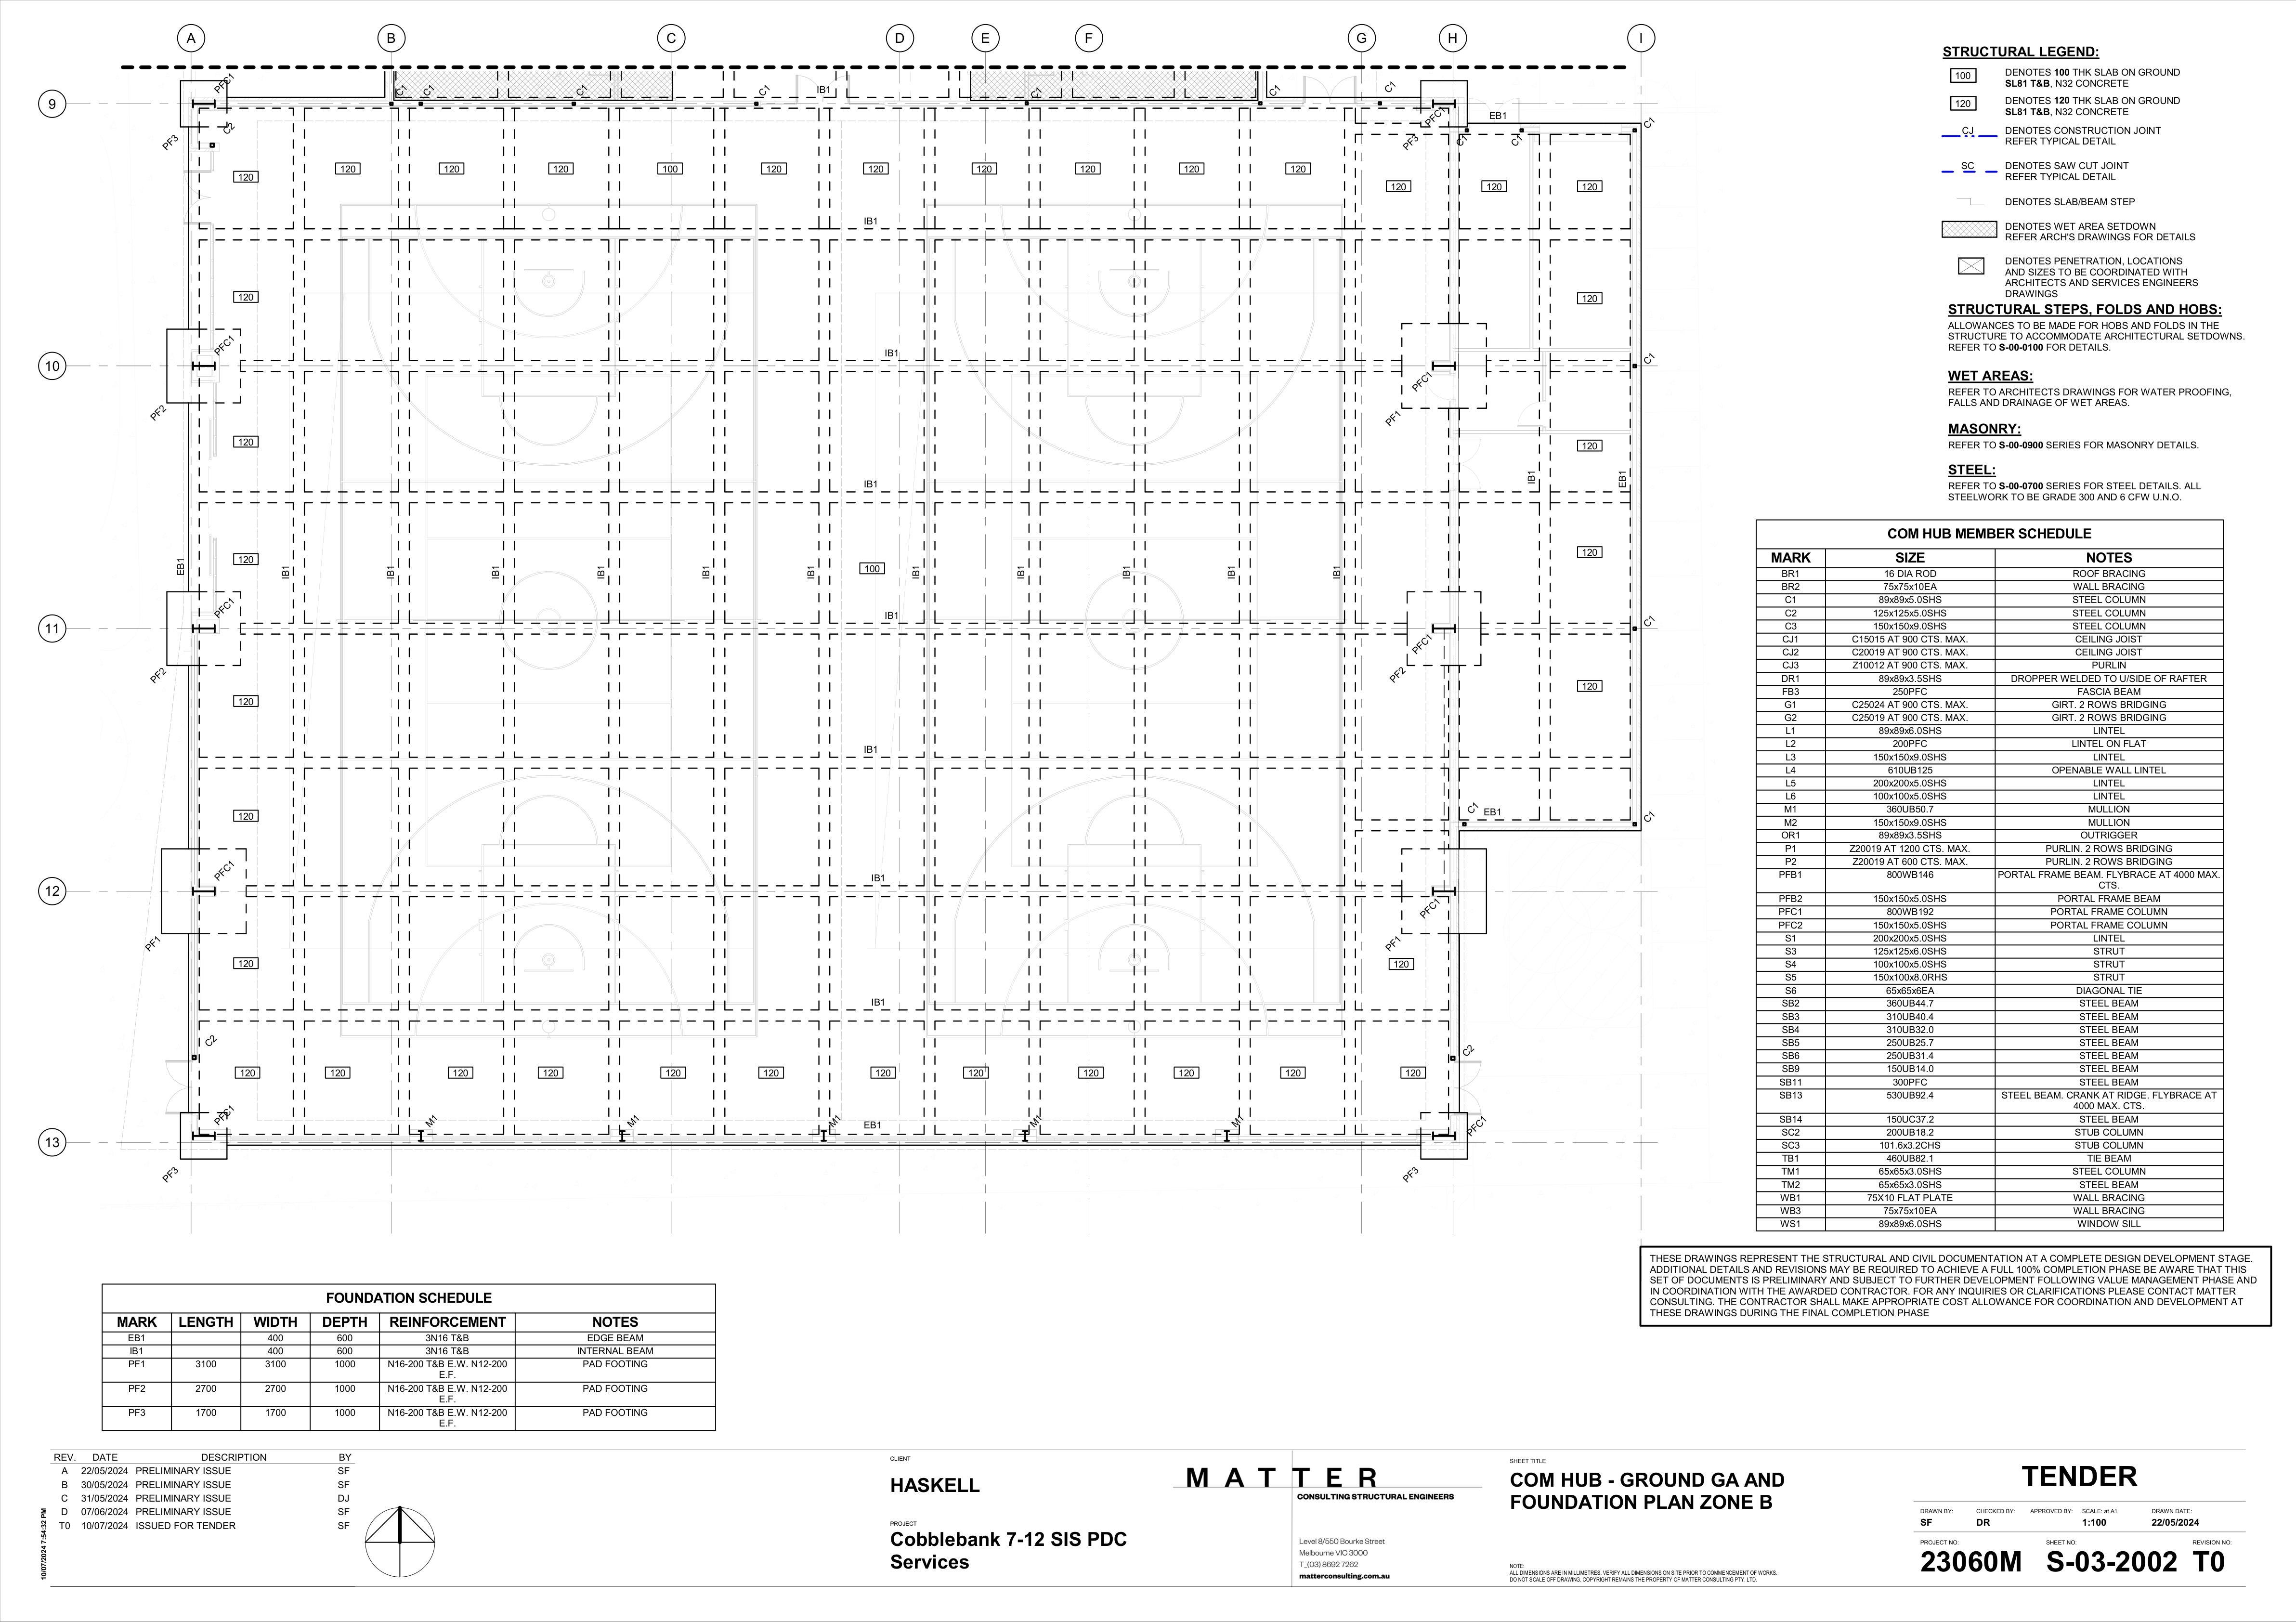 A B C D E F G H I
9
10
11
12
13
PFC1 C1 C1 C1 C1 C1 IB1 C1 C1 C1 C1 PFC1 EB1 C1
PF3 C2 PF3 C1 C1
120 120 120 120 100 120 120 120 120 120 120 120 120 120
IB1
120 120
PFC1 IB1 PFC1 C1
PF2 PF1
120 120
IB1 IB1 EB1
EB1 IB1 IB1 IB1 IB1 IB1 IB1 IB1 IB1 IB1 IB1 IB1
120 100 120
PFC1 IB1 PFC1 C1
PF2 PF2
120 120
IB1
120 C1 EB1 C1
PFC1 IB1 PFC1
PF1 PF1
120 120
IB1
C2 C2
120 120 120 120 120 120 120 120 120 120 120 120
PFC1 M1 M1 M1 EB1 M1 M1 PFC1
PF3 PF3
STRUCTURAL LEGEND:
100 DENOTES 100 THK SLAB ON GROUND
SL81 T&B, N32 CONCRETE
120 DENOTES 120 THK SLAB ON GROUND
SL81 T&B, N32 CONCRETE
CJ DENOTES CONSTRUCTION JOINT
REFER TYPICAL DETAIL
SC DENOTES SAW CUT JOINT
REFER TYPICAL DETAIL
DENOTES SLAB/BEAM STEP
DENOTES WET AREA SETDOWN
REFER ARCH'S DRAWINGS FOR DETAILS
DENOTES PENETRATION, LOCATIONS
AND SIZES TO BE COORDINATED WITH
ARCHITECTS AND SERVICES ENGINEERS
DRAWINGS
STRUCTURAL STEPS, FOLDS AND HOBS:
ALLOWANCES TO BE MADE FOR HOBS AND FOLDS IN THE
STRUCTURE TO ACCOMMODATE ARCHITECTURAL SETDOWNS.
REFER TO S-00-0100 FOR DETAILS.
WET AREAS:
REFER TO ARCHITECTS DRAWINGS FOR WATER PROOFING,
FALLS AND DRAINAGE OF WET AREAS.
MASONRY:
REFER TO S-00-0900 SERIES FOR MASONRY DETAILS.
STEEL:
REFER TO S-00-0700 SERIES FOR STEEL DETAILS. ALL
STEELWORK TO BE GRADE 300 AND 6 CFW U.N.O.
COM HUB MEMBER SCHEDULE
MARK SIZE NOTES
BR1 16 DIA ROD ROOF BRACING
BR2 75x75x10EA WALL BRACING
C1 89x89x5.0SHS STEEL COLUMN
C2 125x125x5.0SHS STEEL COLUMN
C3 150x150x9.0SHS STEEL COLUMN
CJ1 C15015 AT 900 CTS. MAX. CEILING JOIST
CJ2 C20019 AT 900 CTS. MAX. CEILING JOIST
CJ3 Z10012 AT 900 CTS. MAX. PURLIN
DR1 89x89x3.5SHS DROPPER WELDED TO U/SIDE OF RAFTER
FB3 250PFC FASCIA BEAM
G1 C25024 AT 900 CTS. MAX. GIRT. 2 ROWS BRIDGING
G2 C25019 AT 900 CTS. MAX. GIRT. 2 ROWS BRIDGING
L1 89x89x6.0SHS LINTEL
L2 200PFC LINTEL ON FLAT
L3 150x150x9.0SHS LINTEL
L4 610UB125 OPENABLE WALL LINTEL
L5 200x200x5.0SHS LINTEL
L6 100x100x5.0SHS LINTEL
M1 360UB50.7 MULLION
M2 150x150x9.0SHS MULLION
OR1 89x89x3.5SHS OUTRIGGER
P1 Z20019 AT 1200 CTS. MAX. PURLIN. 2 ROWS BRIDGING
P2 Z20019 AT 600 CTS. MAX. PURLIN. 2 ROWS BRIDGING
PFB1 800WB146 PORTAL FRAME BEAM. FLYBRACE AT 4000 MAX.
CTS.
PFB2 150x150x5.0SHS PORTAL FRAME BEAM
PFC1 800WB192 PORTAL FRAME COLUMN
PFC2 150x150x5.0SHS PORTAL FRAME COLUMN
S1 200x200x5.0SHS LINTEL
S3 125x125x6.0SHS STRUT
S4 100x100x5.0SHS STRUT
S5 150x100x8.0RHS STRUT
S6 65x65x6EA DIAGONAL TIE
SB2 360UB44.7 STEEL BEAM
SB3 310UB40.4 STEEL BEAM
SB4 310UB32.0 STEEL BEAM
SB5 250UB25.7 STEEL BEAM
SB6 250UB31.4 STEEL BEAM
SB9 150UB14.0 STEEL BEAM
SB11 300PFC STEEL BEAM
SB13 530UB92.4 STEEL BEAM. CRANK AT RIDGE. FLYBRACE AT
4000 MAX. CTS.
SB14 150UC37.2 STEEL BEAM
SC2 200UB18.2 STUB COLUMN
SC3 101.6x3.2CHS STUB COLUMN
TB1 460UB82.1 TIE BEAM
TM1 65x65x3.0SHS STEEL COLUMN
TM2 65x65x3.0SHS STEEL BEAM
WB1 75X10 FLAT PLATE WALL BRACING
WB3 75x75x10EA WALL BRACING
WS1 89x89x6.0SHS WINDOW SILL
THESE DRAWINGS REPRESENT THE STRUCTURAL AND CIVIL DOCUMENTATION AT A COMPLETE DESIGN DEVELOPMENT STAGE.
ADDITIONAL DETAILS AND REVISIONS MAY BE REQUIRED TO ACHIEVE A FULL 100% COMPLETION PHASE BE AWARE THAT THIS
SET OF DOCUMENTS IS PRELIMINARY AND SUBJECT TO FURTHER DEVELOPMENT FOLLOWING VALUE MANAGEMENT PHASE AND
IN COORDINATION WITH THE AWARDED CONTRACTOR. FOR ANY INQUIRIES OR CLARIFICATIONS PLEASE CONTACT MATTER
CONSULTING. THE CONTRACTOR SHALL MAKE APPROPRIATE COST ALLOWANCE FOR COORDINATION AND DEVELOPMENT AT
THESE DRAWINGS DURING THE FINAL COMPLETION PHASE
FOUNDATION SCHEDULE
MARK LENGTH WIDTH DEPTH REINFORCEMENT NOTES
EB1 400 600 3N16 T&B EDGE BEAM
IB1 400 600 3N16 T&B INTERNAL BEAM
PF1 3100 3100 1000 N16-200 T&B E.W. N12-200 PAD FOOTING
E.F.
PF2 2700 2700 1000 N16-200 T&B E.W. N12-200 PAD FOOTING
E.F.
PF3 1700 1700 1000 N16-200 T&B E.W. N12-200 PAD FOOTING
E.F.
REV. DATE DESCRIPTION BY
A 22/05/2024 PRELIMINARY ISSUE SF
B 30/05/2024 PRELIMINARY ISSUE SF
C 31/05/2024 PRELIMINARY ISSUE DJ
D 07/06/2024 PRELIMINARY ISSUE SF
T0 10/07/2024 ISSUED FOR TENDER SF
10/07/2024 7:54:32 PM
CLIENT
HASKELL
PROJECT
Cobblebank 7-12 SIS PDC
Services
MATTER
CONSULTING STRUCTURAL ENGINEERS
Level 8/550 Bourke Street
Melbourne VIC 3000
T_(03) 8692 7262
matterconsulting.com.au
SHEET TITLE
COM HUB - GROUND GA AND
FOUNDATION PLAN ZONE B
NOTE:
ALL DIMENSIONS ARE IN MILLIMETRES. VERIFY ALL DIMENSIONS ON SITE PRIOR TO COMMENCEMENT OF WORKS.
DO NOT SCALE OFF DRAWING. COPYRIGHT REMAINS THE PROPERTY OF MATTER CONSULTING PTY. LTD.
TENDER
DRAWN BY: CHECKED BY: APPROVED BY: SCALE: at A1 DRAWN DATE:
SF DR 1:100 22/05/2024
PROJECT NO: SHEET NO: REVISION NO:
23060M S-03-2002 T0